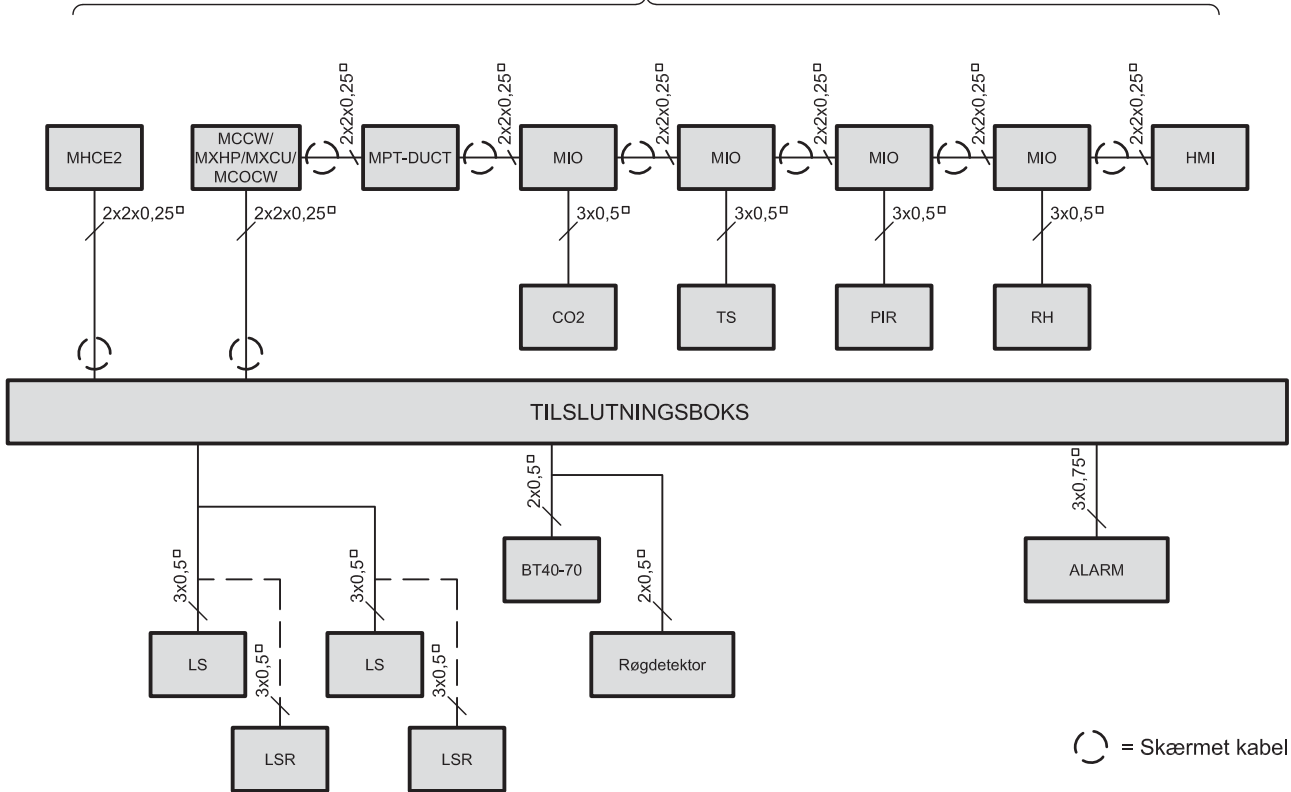 2x2x0,25□
2x2x0,25□
2x2x0,25□
2x2x0,25□
2x2x0,25□
2x2x0,25□
MHCE2
MCCW/
MXHP/MXCU/
MCOCW
MPT-DUCT
MIO
MIO
MIO
MIO
HMI
2x2x0,25□
2x2x0,25□
3x0,5□
3x0,5□
3x0,5□
3x0,5□
CO2
TS
PIR
RH
TILSLUTNINGSBOKS
2x0,5□
3x0,75□
3x0,5□
3x0,5□
BT40-70
2x0,5□
ALARM
LS
3x0,5□
LS
3x0,5□
Røgdetektor
LSR
LSR
= Skærmet kabel